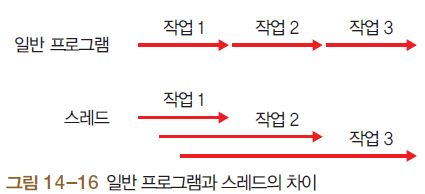 작업 1 작업 2 작업 3
일반 프로그램
작업 1
스레드
작업 2
작업 3
그림 14-16 일반 프로그램과 스레드의 차이